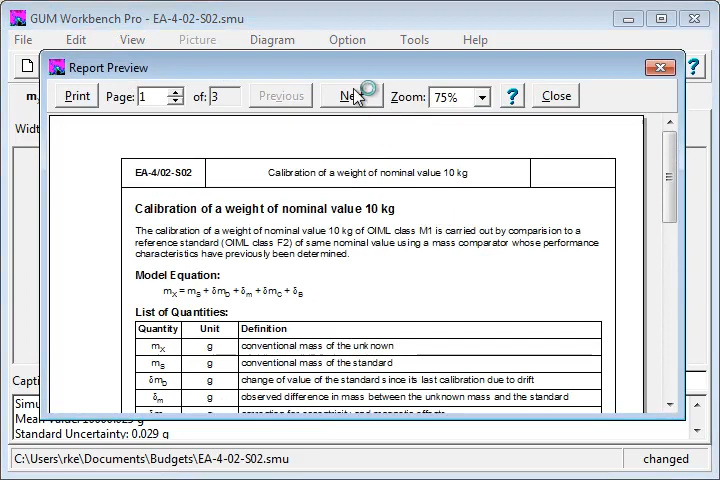 GUM Workbench Pro - EA-4-02-S02.smu
File Edit View Picture Diagram Option Tools Help
Report Preview
Print Page: 1 of: 3 Previous Zoom: 75% ? Close
?
Width
EA-4/02-S02 Calibration of a weight of nominal value 10 kg
Calibration of a weight of nominal value 10 kg
The calibration of a weight of nominal value 10 kg of OIML class M1 is carried out by comparision to a
reference standard (OIML class F2) of same nominal value using a mass comparator whose performance
characteristics have previously been determined.
Model Equation:
mX = mS + δmD + δm + δmC + δB
List of Quantities:
Quantity Unit Definition
mX g conventional mass of the unknown
mS g conventional mass of the standard
δmD g change of value of the standard since its last calibration due to drift
δm g observed difference in mass between the unknown mass and the standard
Standard Uncertainty: 0.029 g
C:\Users\rke\Documents\Budgets\EA-4-02-S02.smu changed